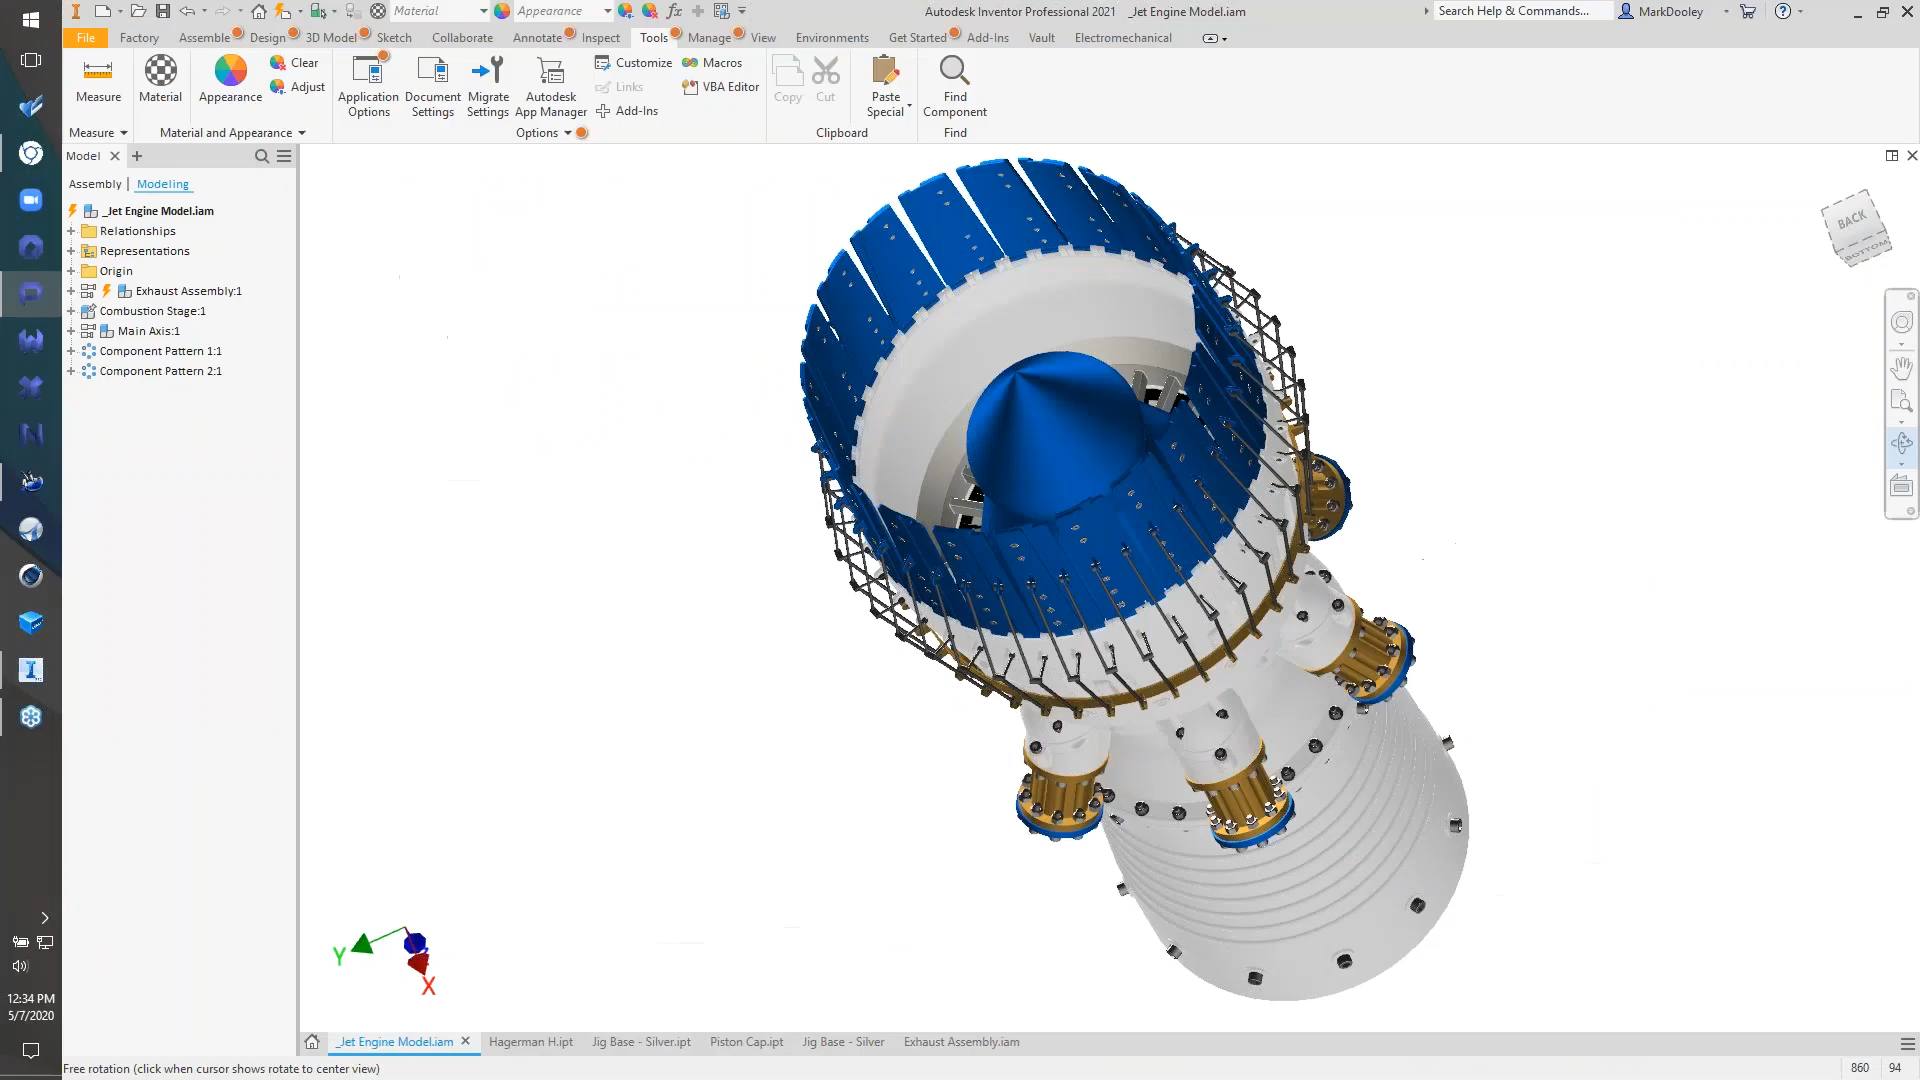 Material
Appearance
Autodesk Inventor Professional 2021 _Jet Engine Model.iam
Search Help & Commands...
MarkDooley
File Factory Assemble Design 3D Model Sketch Collaborate Annotate Inspect Tools Manage View Environments Get Started Add-Ins Vault Electromechanical
Measure
Material
Appearance
Clear
Adjust
Application Options
Document Settings
Migrate Settings
Autodesk App Manager
Customize
Links
Add-Ins
Macros
VBA Editor
Copy
Cut
Paste Special
Find Component
Measure
Material and Appearance
Options
Clipboard
Find
Model
Assembly | Modeling
_Jet Engine Model.iam
Relationships
Representations
Origin
Exhaust Assembly:1
Combustion Stage:1
Main Axis:1
Component Pattern 1:1
Component Pattern 2:1
BACK
BOTTOM
Y
X
12:34 PM
5/7/2020
_Jet Engine Model.iam Hagerman H.ipt Jig Base - Silver.ipt Piston Cap.ipt Jig Base - Silver Exhaust Assembly.iam
Free rotation (click when cursor shows rotate to center view)
860 94